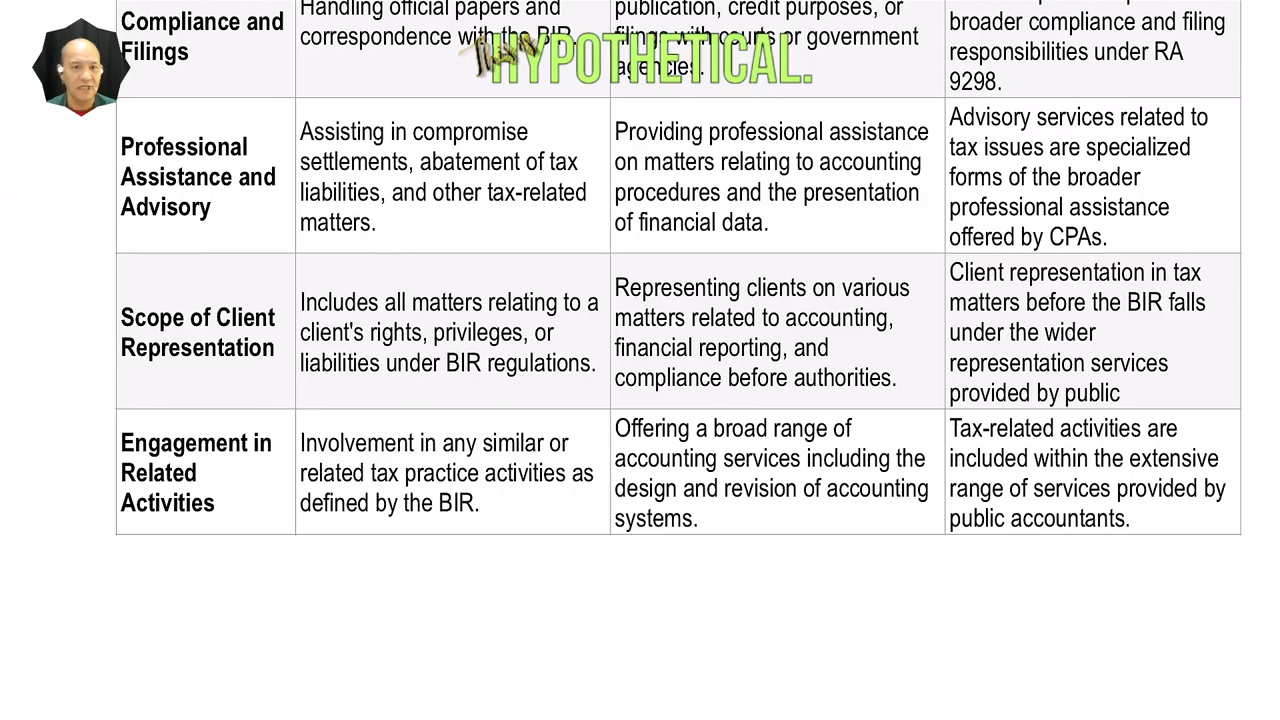 Compliance and
Filings
Handling official papers and
correspondence with the BIR.
publication, credit purposes, or
filings with courts or government
agencies.
broader compliance and filing
responsibilities under RA
9298.
HYPOTHETICAL.
Professional
Assistance and
Advisory
Assisting in compromise
settlements, abatement of tax
liabilities, and other tax-related
matters.
Providing professional assistance
on matters relating to accounting
procedures and the presentation
of financial data.
Advisory services related to
tax issues are specialized
forms of the broader
professional assistance
offered by CPAs.
Scope of Client
Representation
Includes all matters relating to a
client's rights, privileges, or
liabilities under BIR regulations.
Representing clients on various
matters related to accounting,
financial reporting, and
compliance before authorities.
Client representation in tax
matters before the BIR falls
under the wider
representation services
provided by public
Engagement in
Related
Activities
Involvement in any similar or
related tax practice activities as
defined by the BIR.
Offering a broad range of
accounting services including the
design and revision of accounting
systems.
Tax-related activities are
included within the extensive
range of services provided by
public accountants.